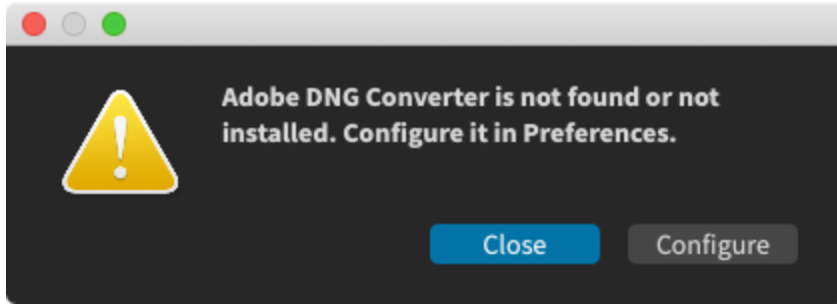 Adobe DNG Converter is not found or not
installed. Configure it in Preferences.
Close
Configure